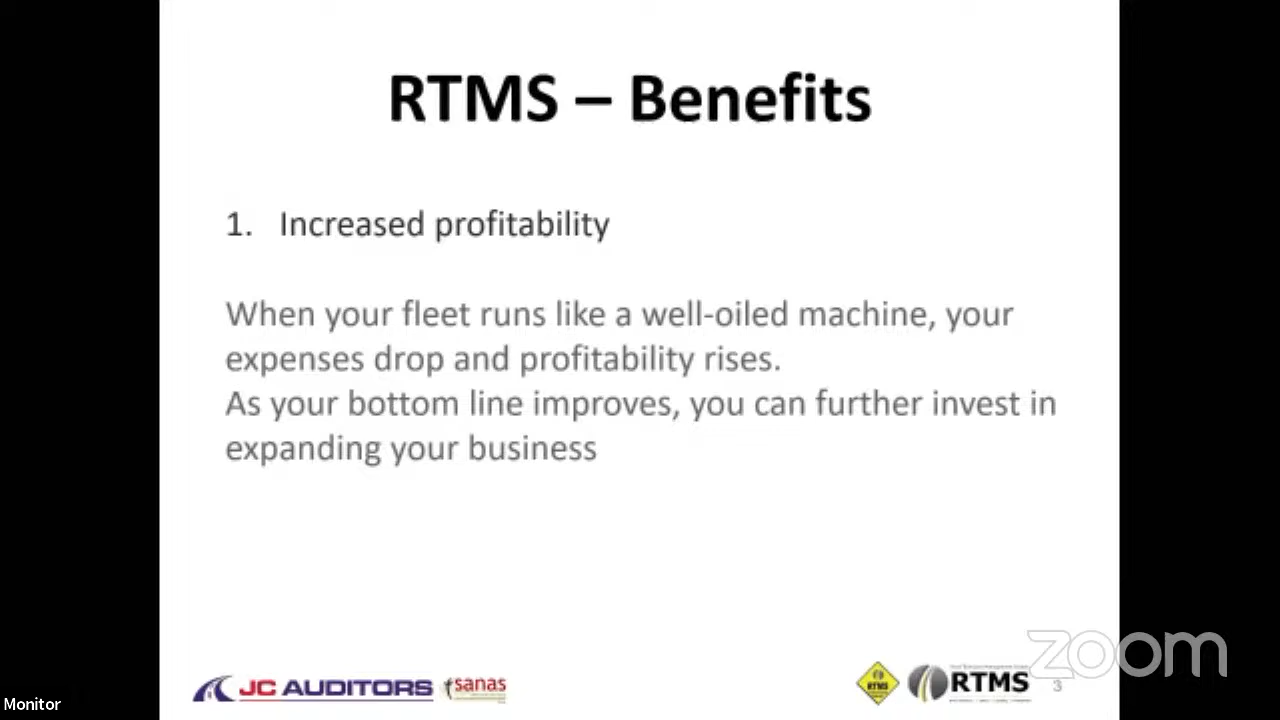 RTMS – Benefits
1. Increased profitability
When your fleet runs like a well-oiled machine, your
expenses drop and profitability rises.
As your bottom line improves, you can further invest in
expanding your business
zoom
JC AUDITORS
sanas
RTMS
RTMS
3
Monitor